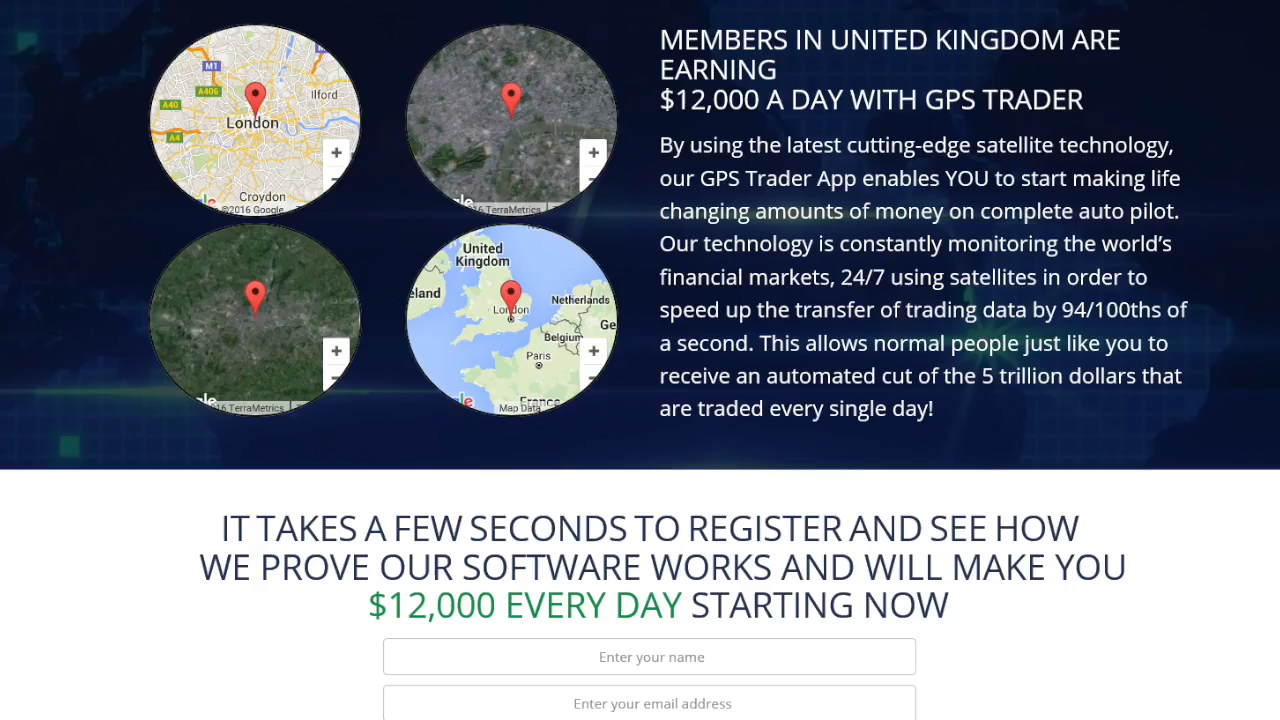 M1
M
A406
Ilford
A40
London
A4
Croydon
©2016 Google
MEMBERS IN UNITED KINGDOM ARE
EARNING
$12,000 A DAY WITH GPS TRADER
By using the latest cutting-edge satellite technology,
our GPS Trader App enables YOU to start making life
changing amounts of money on complete auto pilot.
Our technology is constantly monitoring the world's
financial markets, 24/7 using satellites in order to
speed up the transfer of trading data by 94/100ths of
a second. This allows normal people just like you to
receive an automated cut of the 5 trillion dollars that
are traded every single day!
16 TerraMetrics
United
Kingdom
eland
London
Netherlands
Ge
Belgium
Paris
France
Map Data
16 TerraMetrics
IT TAKES A FEW SECONDS TO REGISTER AND SEE HOW
WE PROVE OUR SOFTWARE WORKS AND WILL MAKE YOU
$12,000 EVERY DAY STARTING NOW
Enter your name
Enter your email address